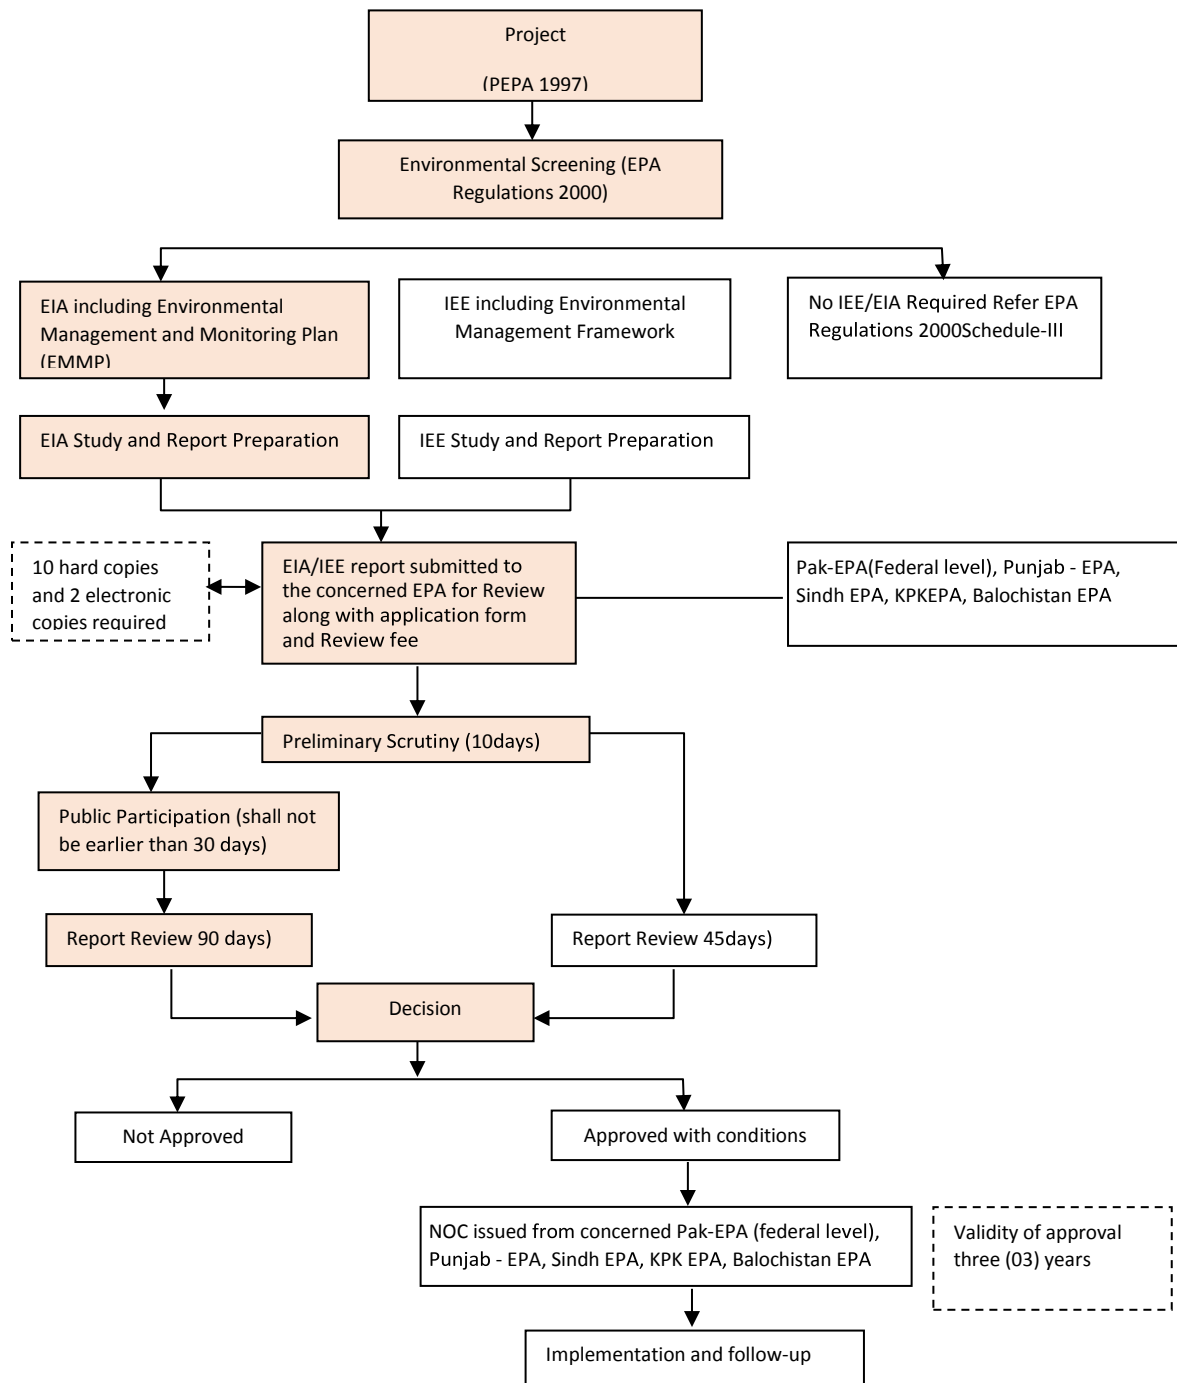 Project
(PEPA 1997)
Environmental Screening (EPA
Regulations 2000)
EIA including Environmental
Management and Monitoring Plan
(EMMP)
IEE including Environmental
Management Framework
No IEE/EIA Required Refer EPA
Regulations 2000Schedule-III
EIA Study and Report Preparation
IEE Study and Report Preparation
10 hard copies
and 2 electronic
copies required
EIA/IEE report submitted to
the concerned EPA for Review
along with application form
and Review fee
Pak-EPA(Federal level), Punjab - EPA,
Sindh EPA, KPKEPA, Balochistan EPA
Preliminary Scrutiny (10days)
Public Participation (shall not
be earlier than 30 days)
Report Review 90 days)
Report Review 45days)
Decision
Not Approved
Approved with conditions
NOC issued from concerned Pak-EPA (federal level),
Punjab - EPA, Sindh EPA, KPK EPA, Balochistan EPA
Validity of approval
three (03) years
Implementation and follow-up